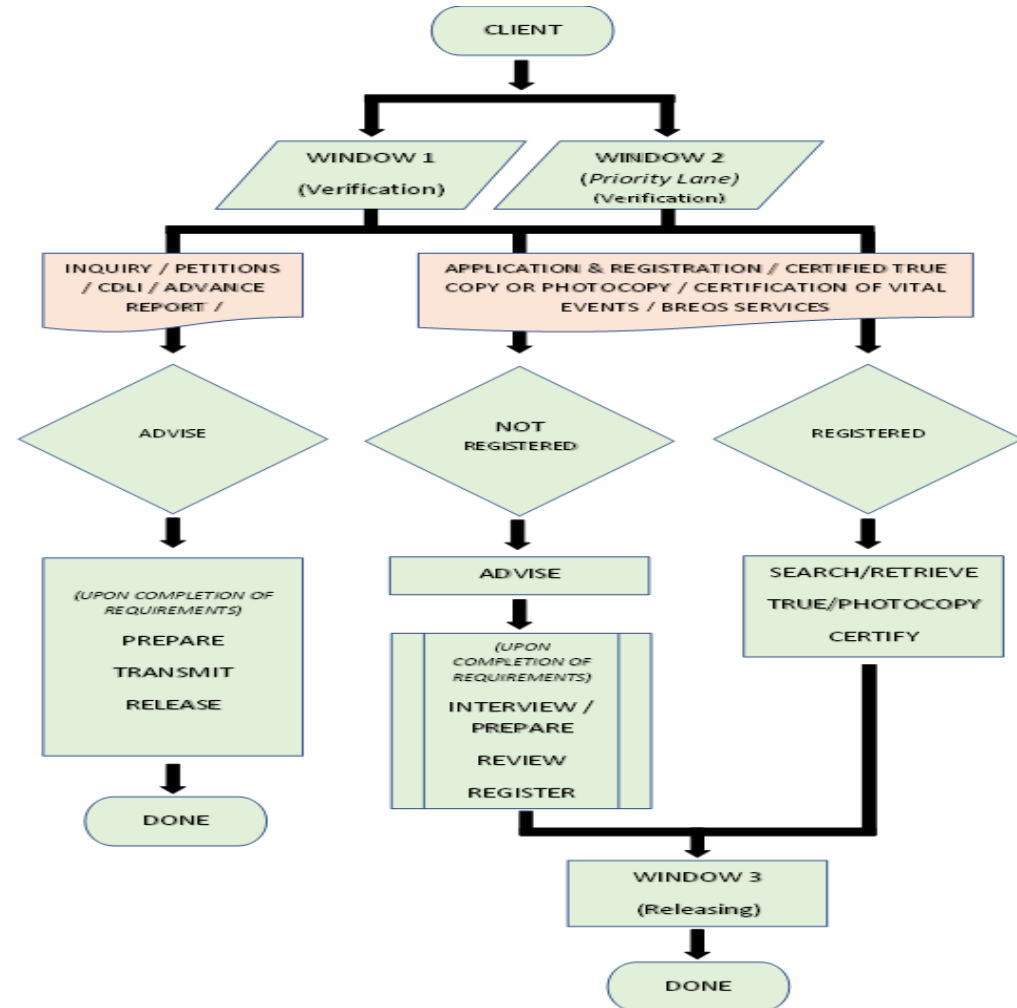 CLIENT
WINDOW 1
(Verification)
WINDOW 2
(Priority Lane)
(Verification)
INQUIRY / PETITIONS
/ CDLI / ADVANCE
REPORT /
APPLICATION & REGISTRATION / CERTIFIED TRUE
COPY OR PHOTOCOPY / CERTIFICATION OF VITAL
EVENTS / BREQS SERVICES
ADVISE
NOT
REGISTERED
REGISTERED
(UPON COMPLETION OF
REQUIREMENTS)
PREPARE
TRANSMIT
RELEASE
ADVISE
(UPON
COMPLETION OF
REQUIREMENTS)
INTERVIEW /
PREPARE
REVIEW
REGISTER
SEARCH/RETRIEVE
TRUE/PHOTOCOPY
CERTIFY
DONE
WINDOW 3
(Releasing)
DONE